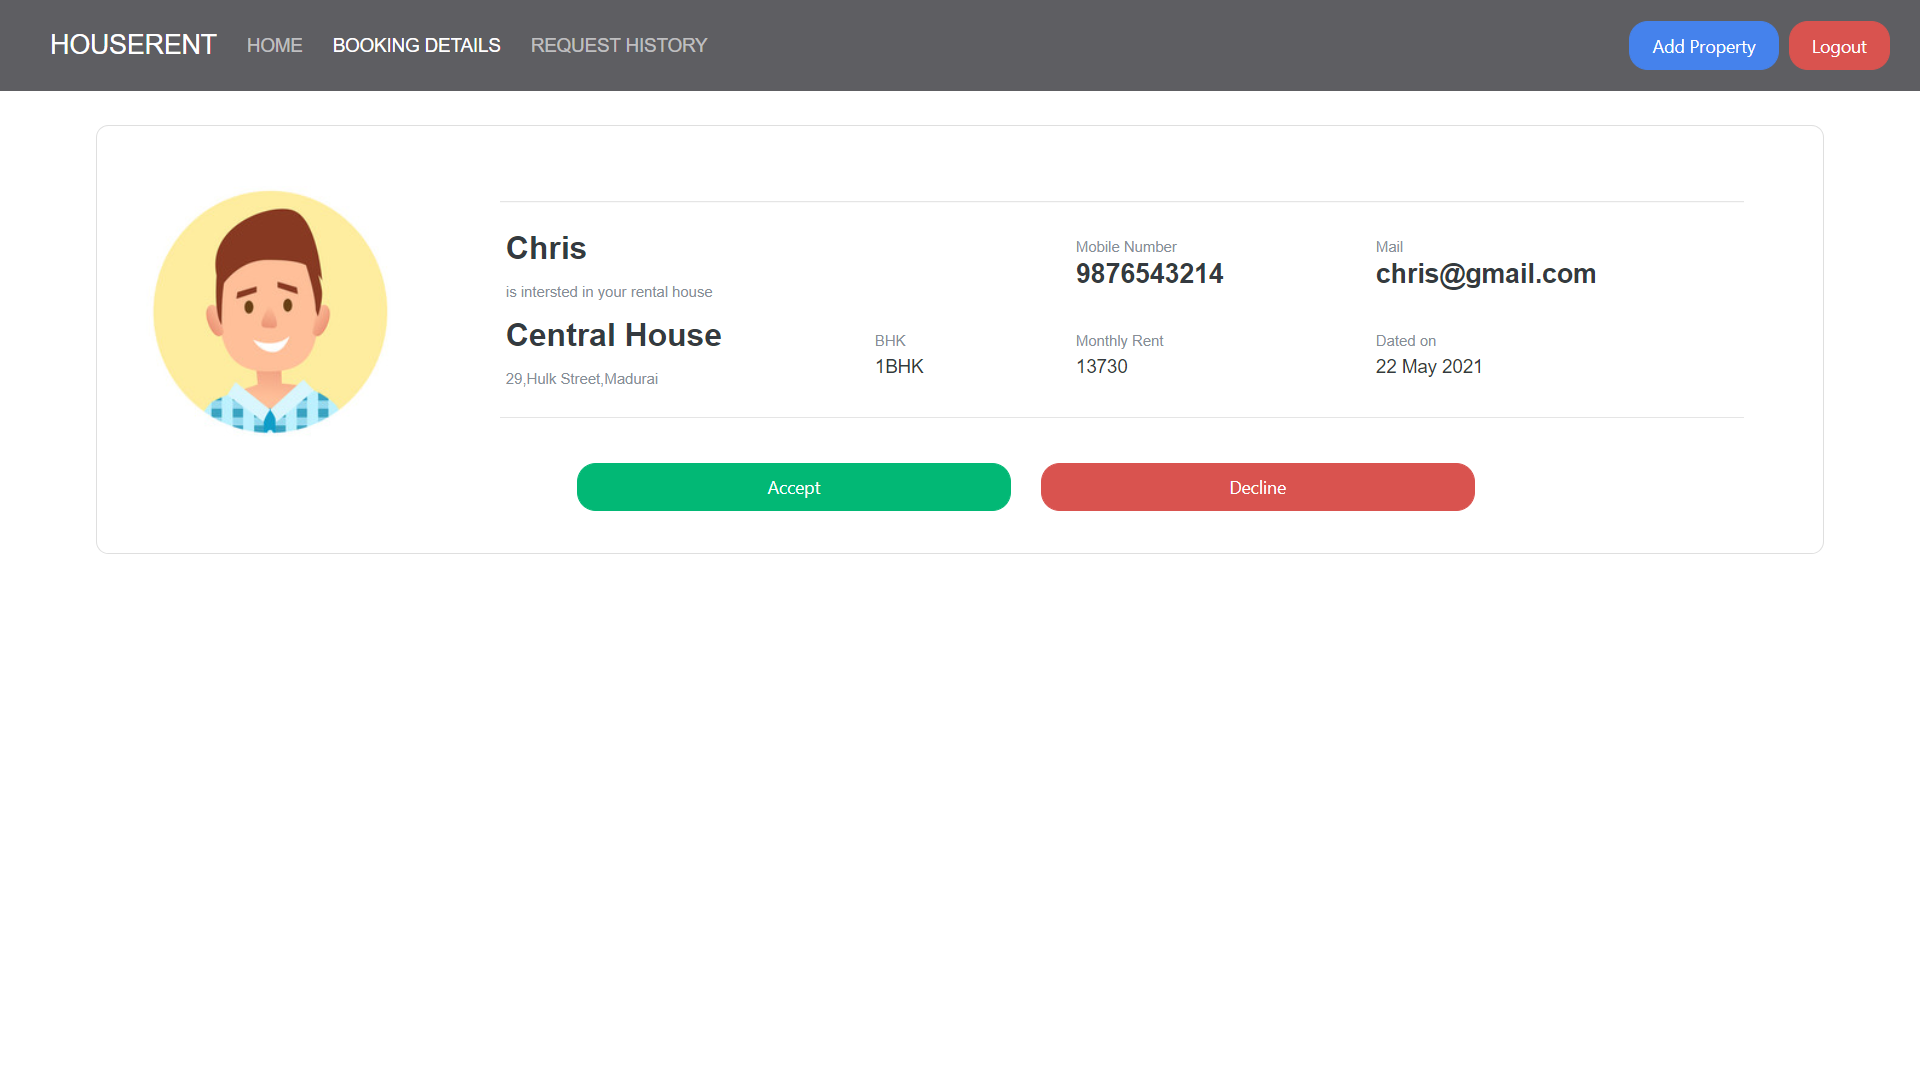 HOUSERENT HOME BOOKING DETAILS REQUEST HISTORY Add Property Logout
Chris
is intersted in your rental house
Mobile Number
9876543214
Mail
chris@gmail.com
Central House
29,Hulk Street,Madurai
BHK
1BHK
Monthly Rent
13730
Dated on
22 May 2021
Accept Decline